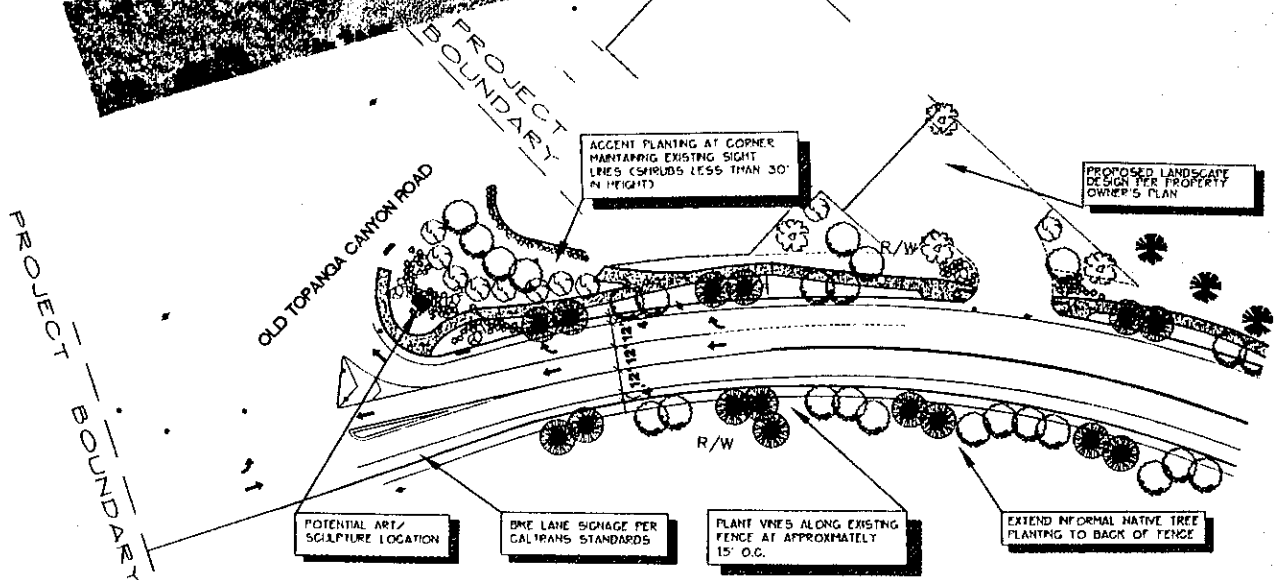 PROJECT
BOUNDARY
ACCENT PLANTING AT CORNER
MAINTAINING EXISTING SIGHT
LINES (SHRUBS LESS THAN 30"
IN HEIGHT)
PROPOSED LANDSCAPE
DESIGN PER PROPERTY
OWNER'S PLAN
OLD TOPANGA CANYON ROAD
PROJECT
BOUNDARY
R/W
4'
12'
12'
12'
4'
R/W
POTENTIAL ART/
SCULPTURE LOCATION
BIKE LANE SIGNAGE PER
CALTRANS STANDARDS
PLANT VINES ALONG EXISTING
FENCE AT APPROXIMATELY
15' O.C.
EXTEND INFORMAL NATIVE TREE
PLANTING TO BACK OF FENCE